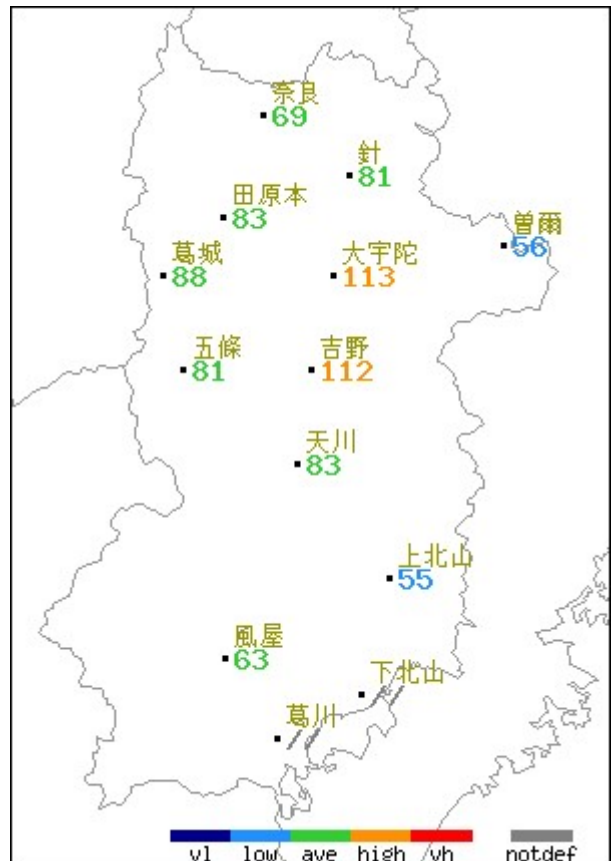 奈良
69
針
81
田原本
83
曽爾
56
葛城
88
大宇陀
113
五條
81
吉野
112
天川
83
上北山
55
風屋
63
下北山
//
葛川
//
vl low ave high vh notdef